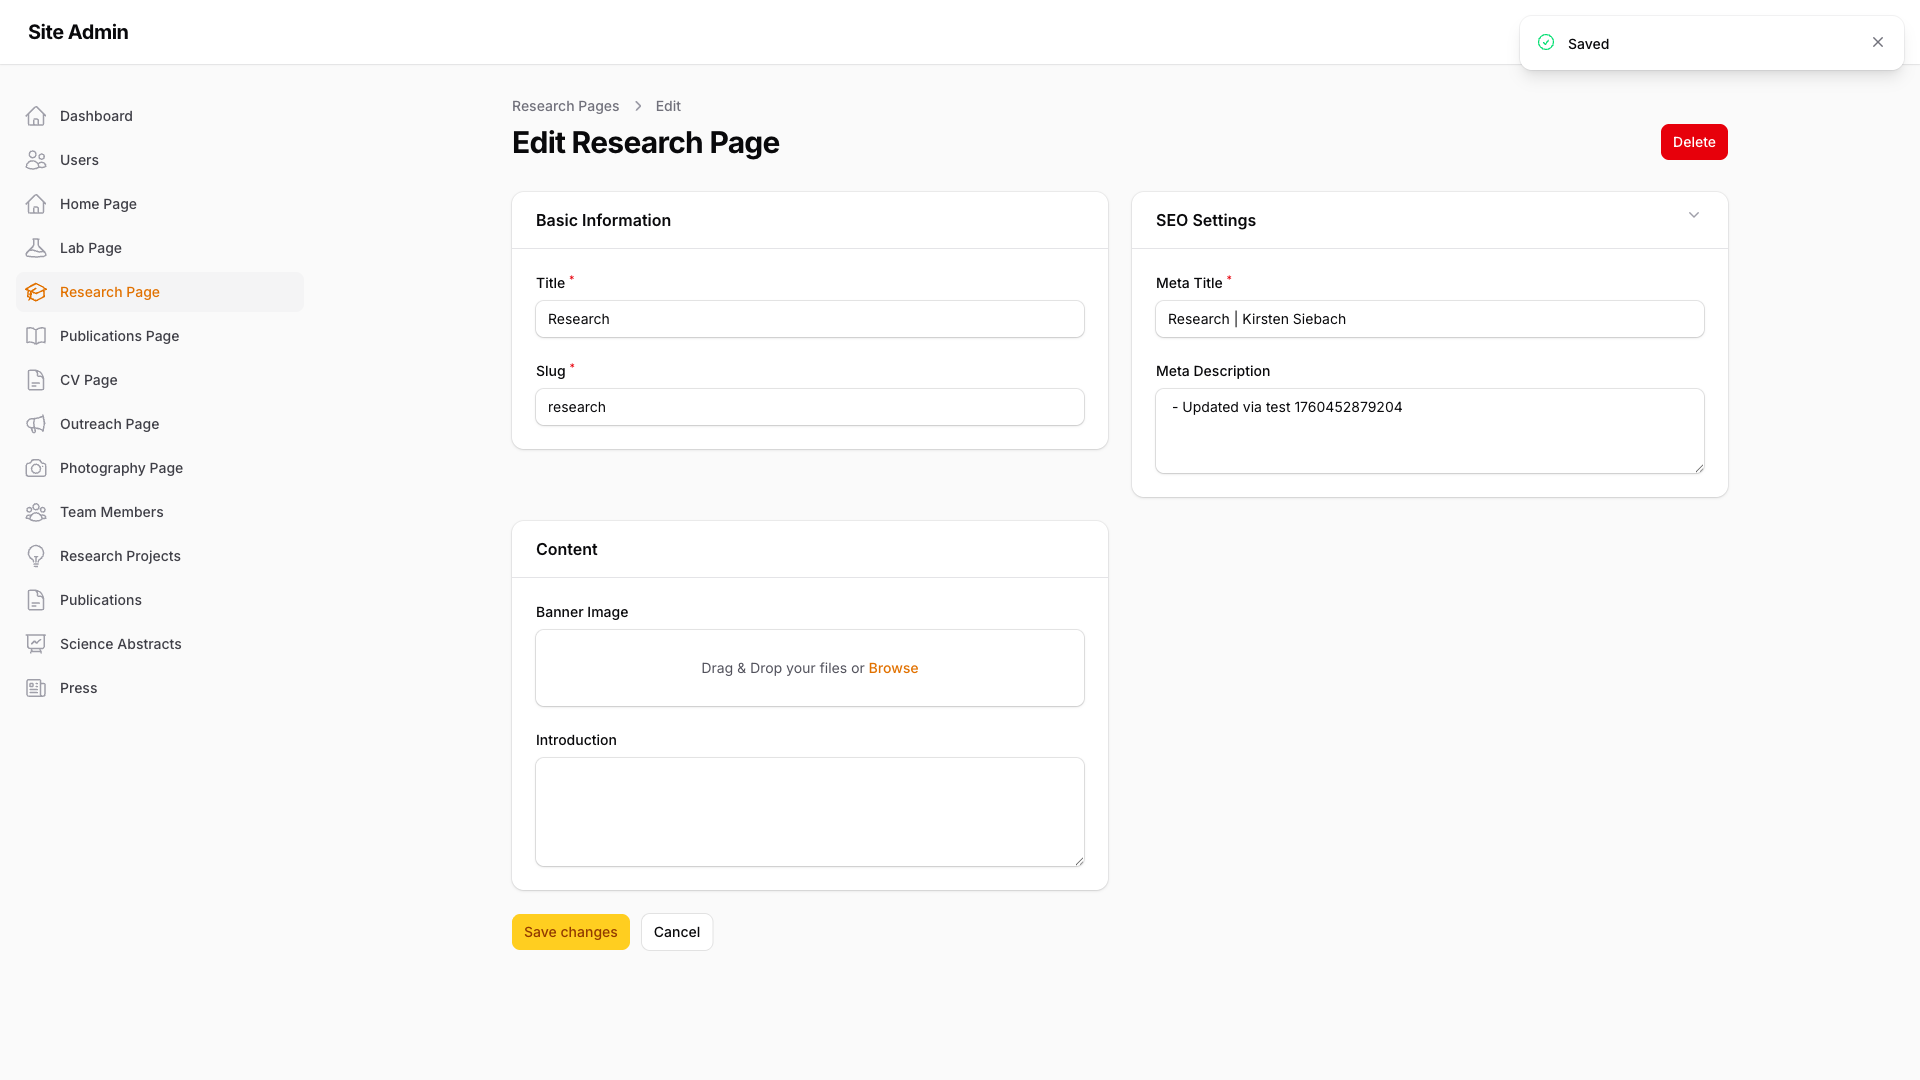 Site Admin
Saved
Dashboard
Users
Home Page
Lab Page
Research Page
Publications Page
CV Page
Outreach Page
Photography Page
Team Members
Research Projects
Publications
Science Abstracts
Press
Research Pages
Edit
Edit Research Page
Delete
Basic Information
Title *
Research
Slug *
research
SEO Settings
Meta Title *
Research | Kirsten Siebach
Meta Description
- Updated via test 1760452879204
Content
Banner Image
Drag & Drop your files or Browse
Introduction
Save changes
Cancel